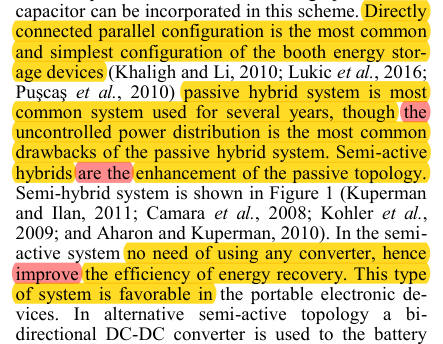 capacitor can be incorporated in this scheme. Directly
connected parallel configuration is the most common
and simplest configuration of the booth energy stor-
age devices (Khaligh and Li, 2010; Lukic et al., 2016;
Puşcaş et al., 2010) passive hybrid system is most
common system used for several years, though the
uncontrolled power distribution is the most common
drawbacks of the passive hybrid system. Semi-active
hybrids are the enhancement of the passive topology.
Semi-hybrid system is shown in Figure 1 (Kuperman
and Ilan, 2011; Camara et al., 2008; Kohler et al.,
2009; and Aharon and Kuperman, 2010). In the semi-
active system no need of using any converter, hence
improve the efficiency of energy recovery. This type
of system is favorable in the portable electronic de-
vices. In alternative semi-active topology a bi-
directional DC-DC converter is used to the battery